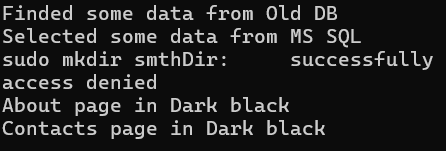 Finded some data from Old DB
Selected some data from MS SQL
sudo mkdir smthDir:     successfully
access denied
About page in Dark black
Contacts page in Dark black